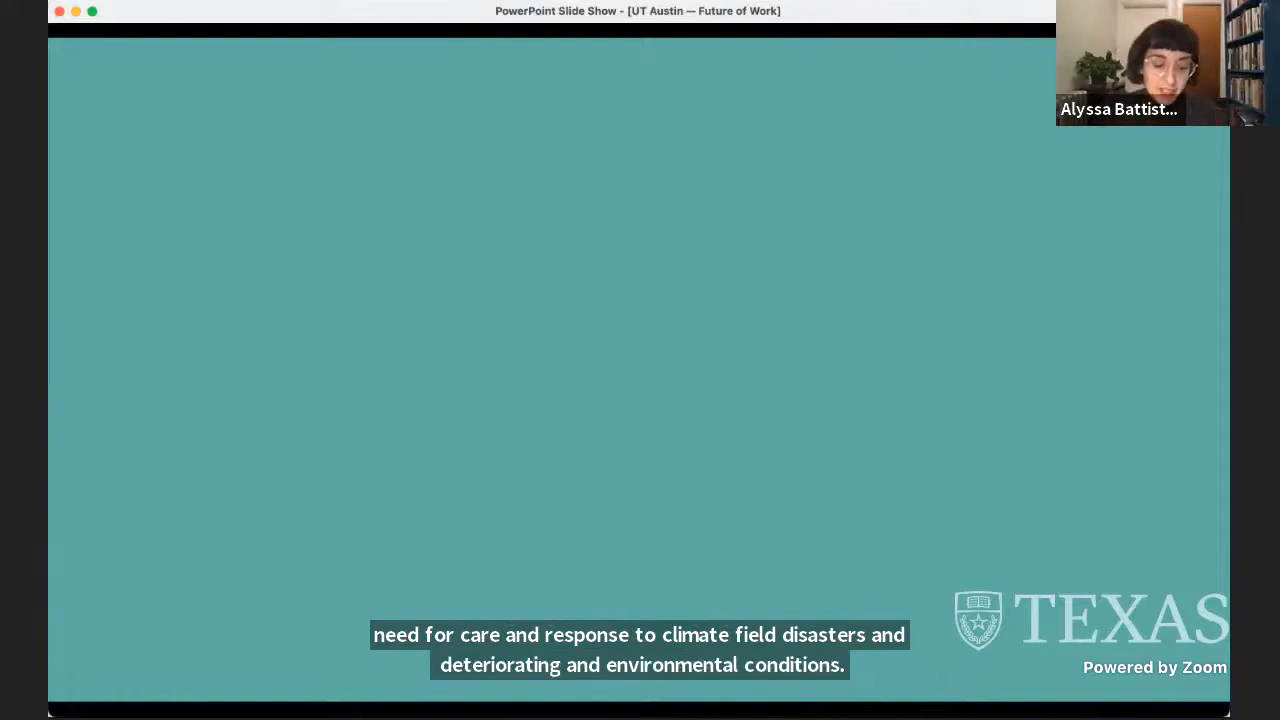 PowerPoint Slide Show - [UT Austin — Future of Work]
Alyssa Battist...
need for care and response to climate field disasters and
deteriorating and environmental conditions.
TEXAS
Powered by Zoom